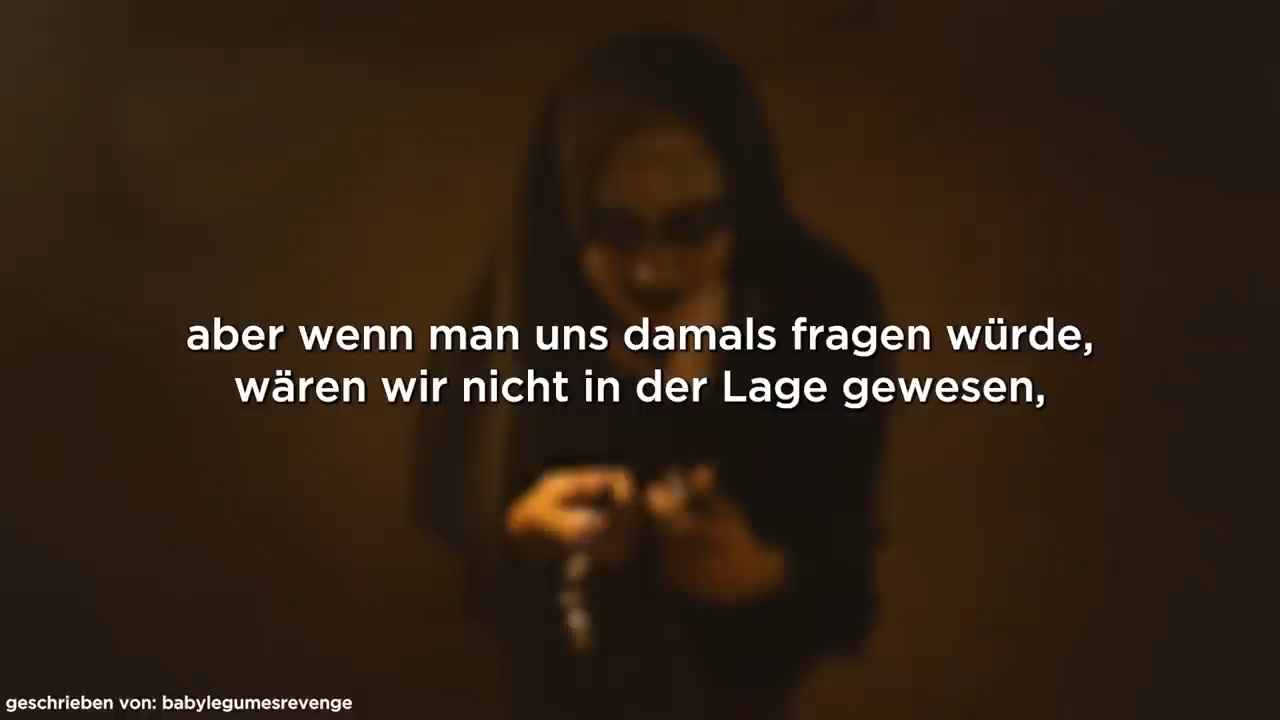 aber wenn man uns damals fragen würde,
wären wir nicht in der Lage gewesen,
geschrieben von: babylegumesrevenge